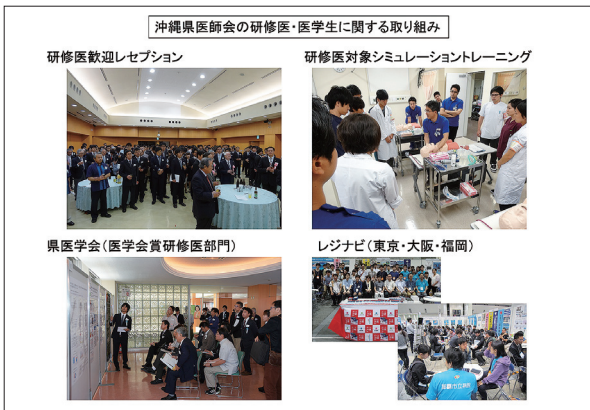 沖縄県医師会の研修医・医学生に関する取り組み
研修医歓迎レセプション
研修医対象シミュレーショントレーニング
県医学会（医学会賞研修医部門）
レジナビ（東京・大阪・福岡）